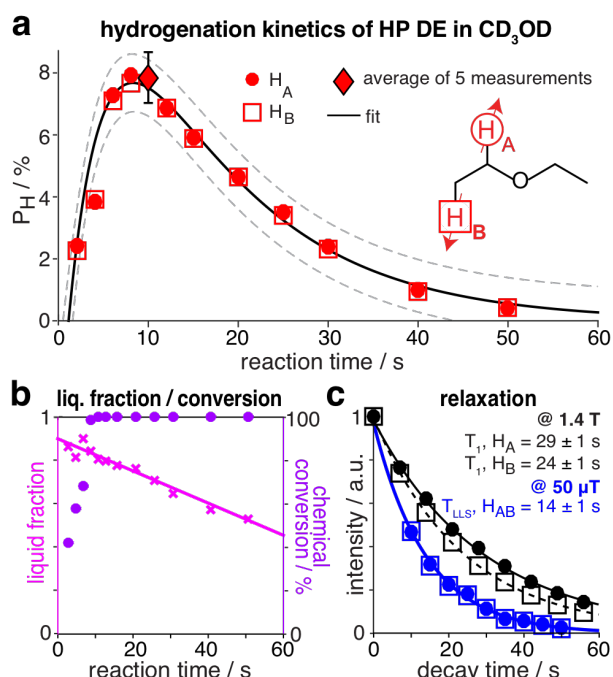 a
hydrogenation kinetics of HP DE in CD3OD
8
6
4
2
0
PH / %
HA
HB
average of 5 measurements
fit
H
A
O
H
B
0 10 20 30 40 50 60
reaction time / s
b
liq. fraction / conversion
1
0
liquid fraction
100
0
chemical
conversion / %
0 10 20 30 40 50 60
reaction time / s
c
relaxation
1
0
intensity / a.u.
@ 1.4 T
T1, HA = 29 ± 1 s
T1, HB = 24 ± 1 s
@ 50 µT
TLLS, HAB = 14 ± 1 s
0 20 40 60
decay time / s